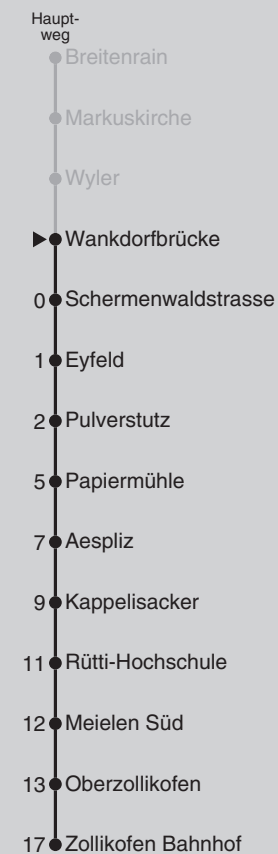 Haupt-
weg
Breitenrain
Markuskirche
Wyler
Wankdorfbrücke
0 Schermenwaldstrasse
1 Eyfeld
2 Pulverstutz
5 Papiermühle
7 Aespliz
9 Kappelisacker
11 Rütti-Hochschule
12 Meielen Süd
13 Oberzollikofen
17 Zollikofen Bahnhof